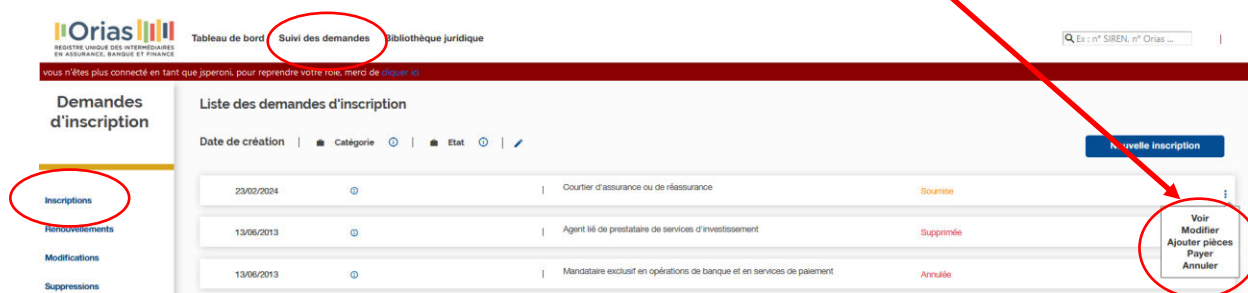 Orias
REGISTRE UNIQUE DES INTERMÉDIAIRES
EN ASSURANCE, BANQUE ET FINANCE
Tableau de bord Suivi des demandes Bibliothèque juridique
Ex : n° SIREN, n° Orias ...
vous n'êtes plus connecté en tant que jsperoni, pour reprendre votre role, merci de cliquer ici
Demandes
d'inscription
Liste des demandes d'inscription
Date de création | Catégorie | Etat |
Nouvelle inscription
Inscriptions
Renouvellements
Modifications
Suppressions
23/02/2024 | Courtier d'assurance ou de réassurance Soumise
13/06/2013 | Agent lié de prestataire de services d'investissement Supprimée
13/06/2013 | Mandataire exclusif en opérations de banque et en services de paiement Annulée
Voir
Modifier
Ajouter pièces
Payer
Annuler